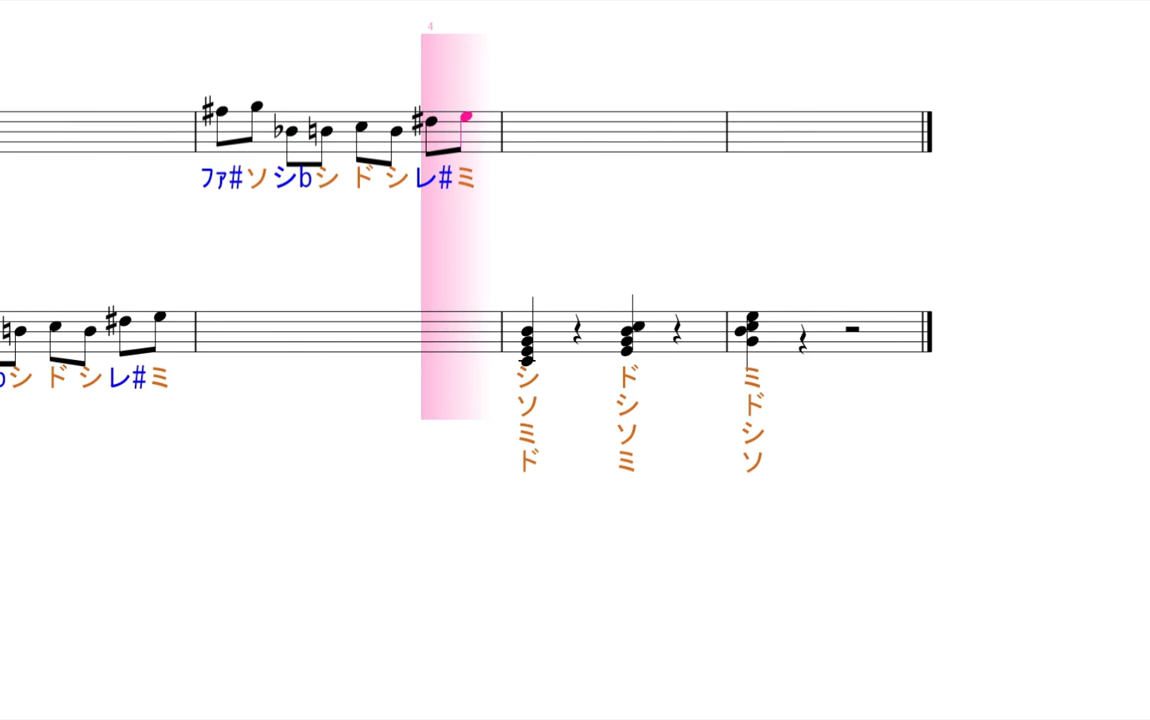 4
ファ#ソシbシ ド シレ#ミ
bシ ド シレ#ミ
シ ド ミ
ソ シ ド
ミ ソ シ
ド ミ ソ